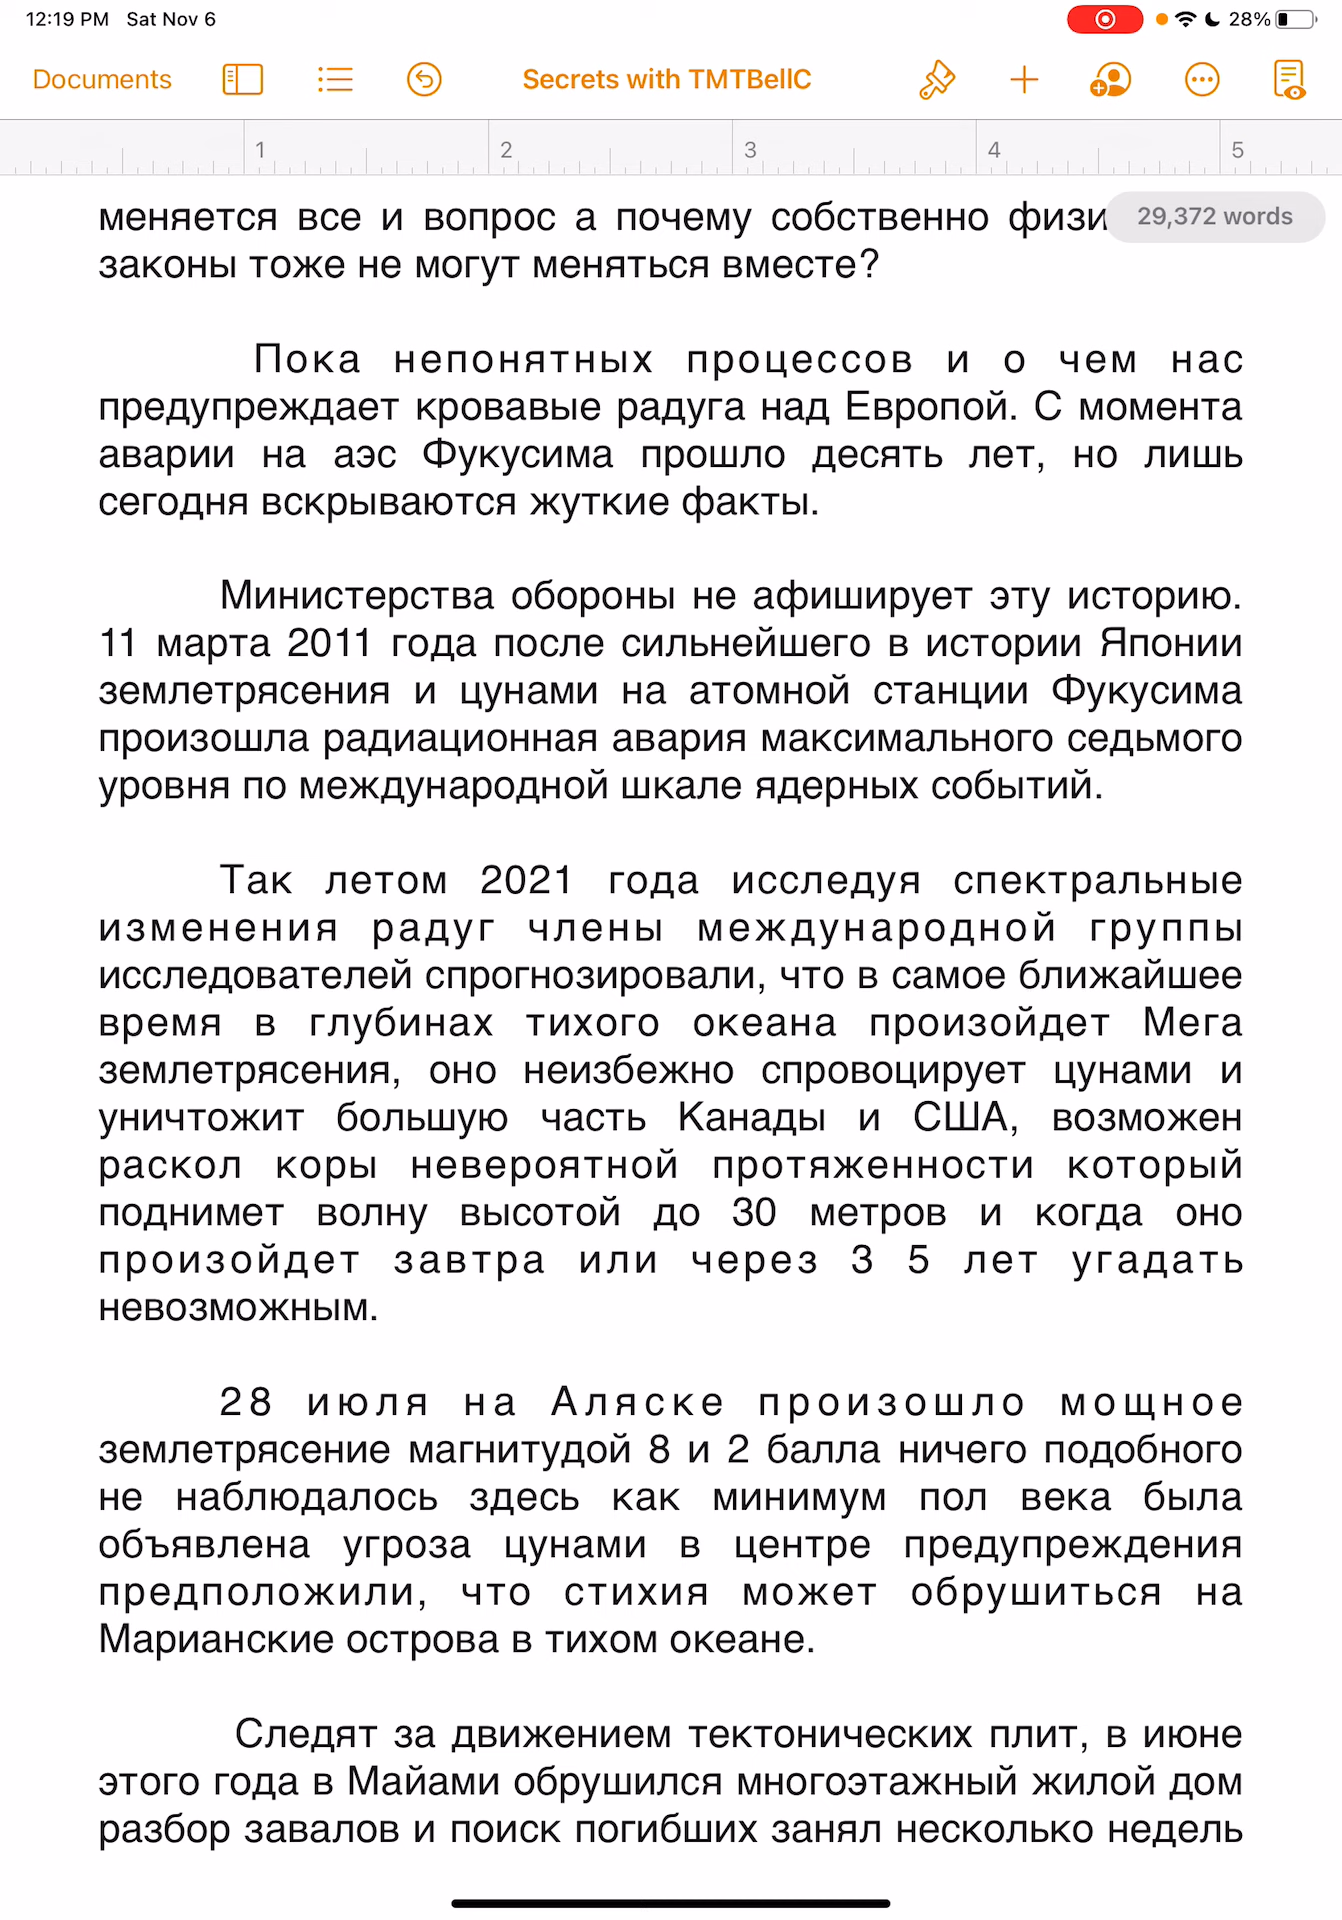 12:19 PM Sat Nov 6 28%
Documents Secrets with TMTBellC
1 2 3 4 5
29,372 words
меняется все и вопрос а почему собственно физи
законы тоже не могут меняться вместе?
Пока непонятных процессов и о чем нас
предупреждает кровавые радуга над Европой. С момента
аварии на аэс Фукусима прошло десять лет, но лишь
сегодня вскрываются жуткие факты.
Министерства обороны не афиширует эту историю.
11 марта 2011 года после сильнейшего в истории Японии
землетрясения и цунами на атомной станции Фукусима
произошла радиационная авария максимального седьмого
уровня по международной шкале ядерных событий.
Так летом 2021 года исследуя спектральные
изменения радуг члены международной группы
исследователей спрогнозировали, что в самое ближайшее
время в глубинах тихого океана произойдет Мега
землетрясения, оно неизбежно спровоцирует цунами и
уничтожит большую часть Канады и США, возможен
раскол коры невероятной протяженности который
поднимет волну высотой до 30 метров и когда оно
произойдет завтра или через 3 5 лет угадать
невозможным.
28 июля на Аляске произошло мощное
землетрясение магнитудой 8 и 2 балла ничего подобного
не наблюдалось здесь как минимум пол века была
объявлена угроза цунами в центре предупреждения
предположили, что стихия может обрушиться на
Марианские острова в тихом океане.
Следят за движением тектонических плит, в июне
этого года в Майами обрушился многоэтажный жилой дом
разбор завалов и поиск погибших занял несколько недель